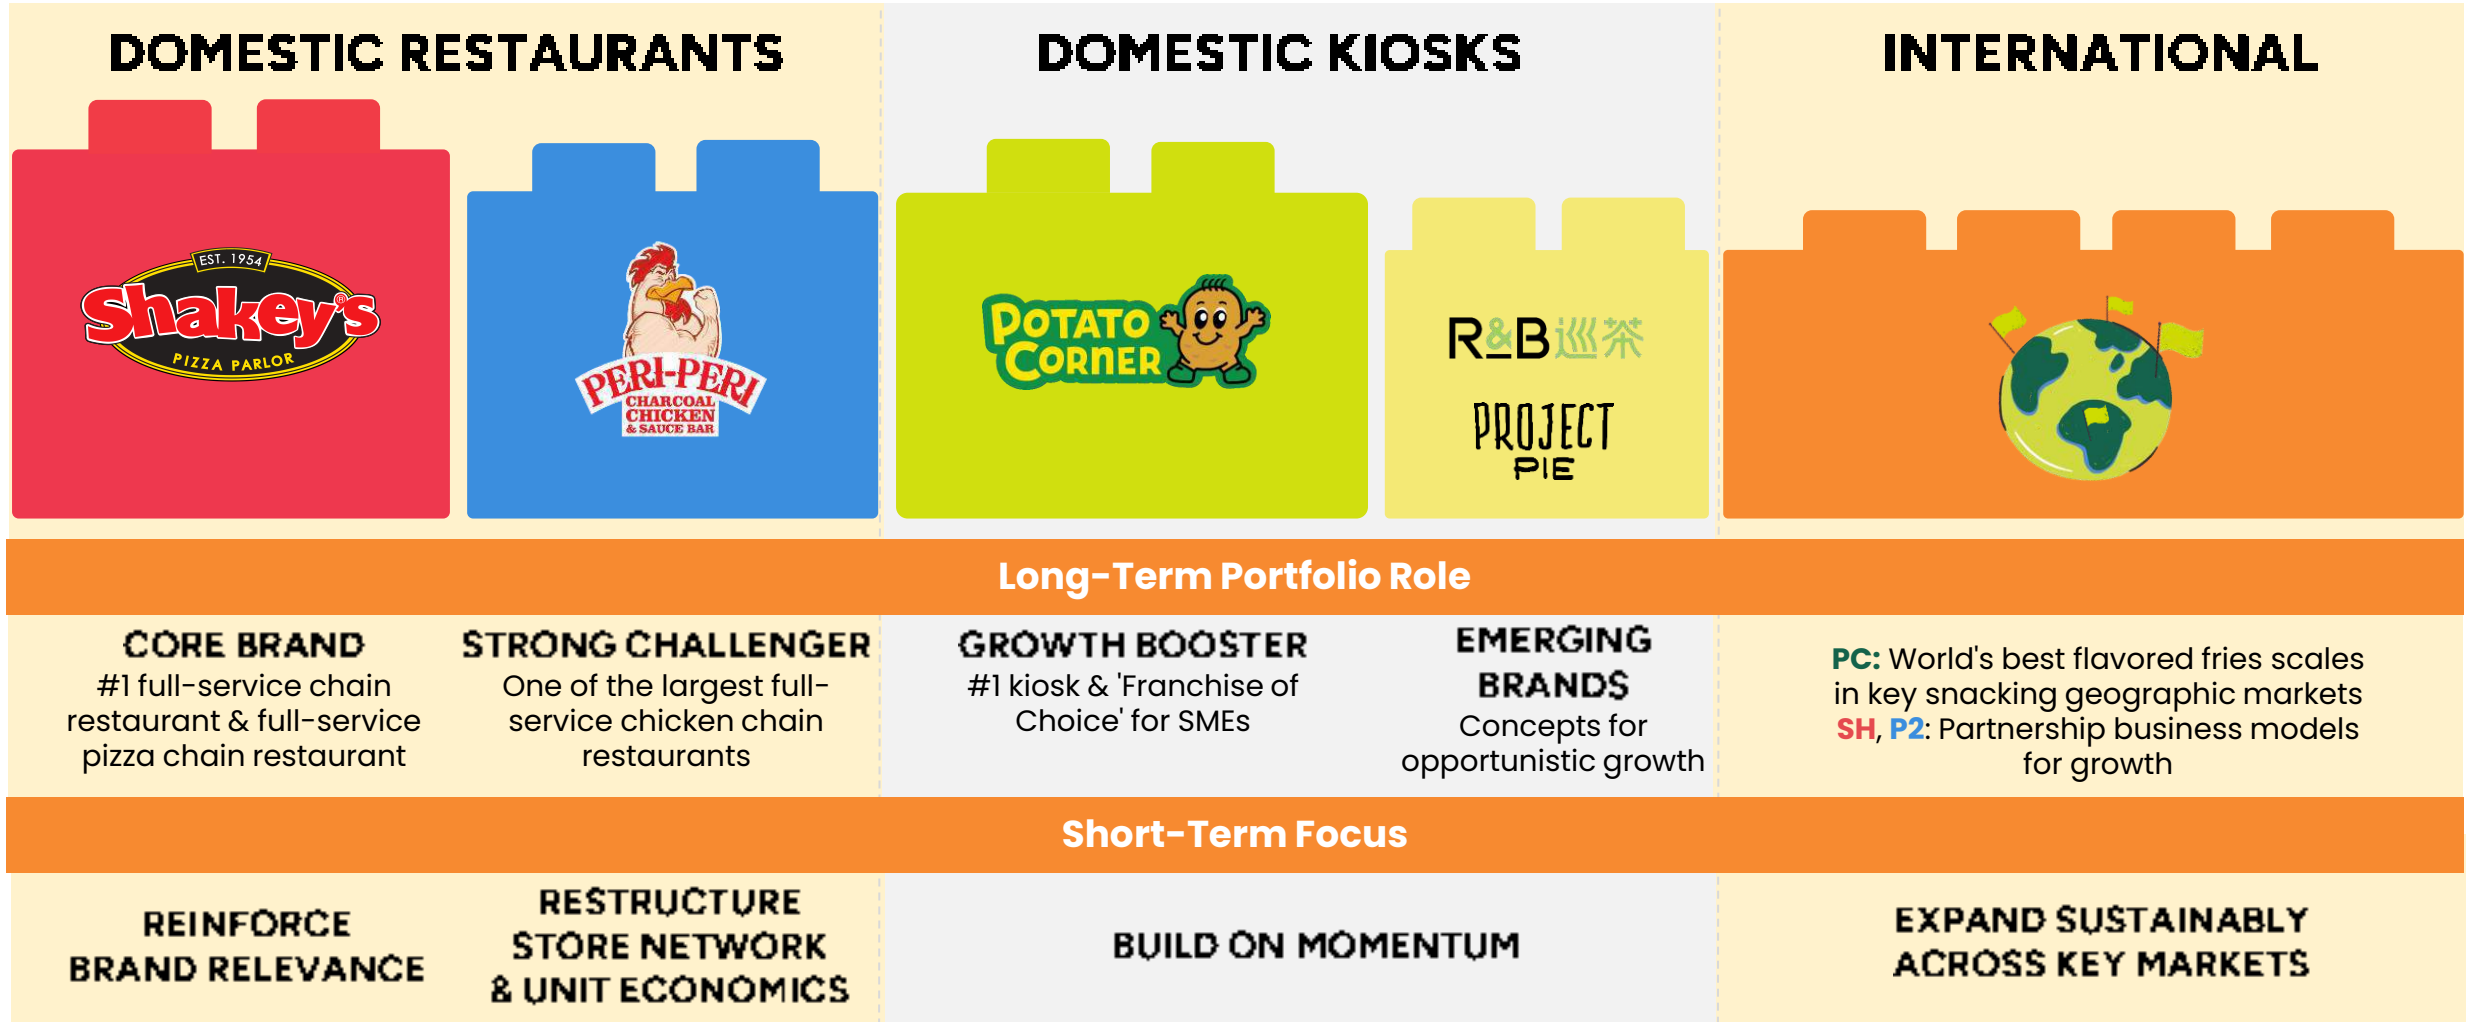 DOMESTIC RESTAURANTS
DOMESTIC KIOSKS
INTERNATIONAL
EST. 1954
Shakey's®
PIZZA PARLOR
PERI-PERI
CHARCOAL
CHICKEN
& SAUCE BAR
POTATO
CORNER
R&B 巡茶
PROJECT
PIE
Long-Term Portfolio Role
CORE BRAND
#1 full-service chain
restaurant & full-service
pizza chain restaurant
STRONG CHALLENGER
One of the largest full-
service chicken chain
restaurants
GROWTH BOOSTER
#1 kiosk & 'Franchise of
Choice' for SMEs
EMERGING
BRANDS
Concepts for
opportunistic growth
PC: World's best flavored fries scales
in key snacking geographic markets
SH, P2: Partnership business models
for growth
Short-Term Focus
REINFORCE
BRAND RELEVANCE
RESTRUCTURE
STORE NETWORK
& UNIT ECONOMICS
BUILD ON MOMENTUM
EXPAND SUSTAINABLY
ACROSS KEY MARKETS